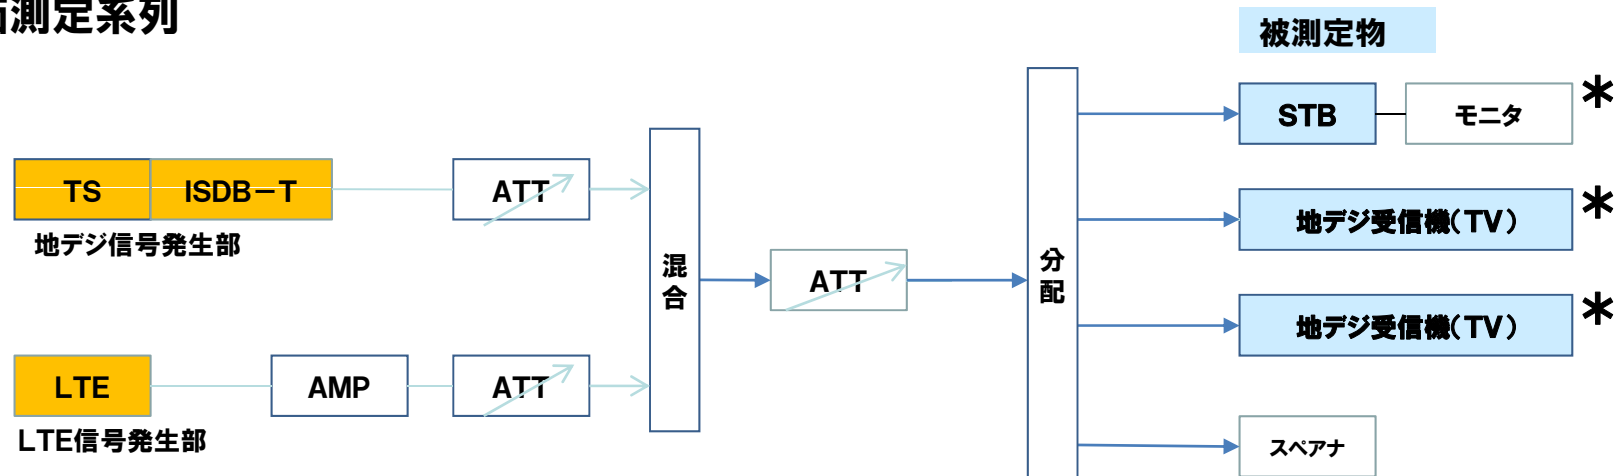 測定系列
被測定物
STB
モニタ
*
TS
ISDB－T
ATT
地デジ信号発生部
地デジ受信機(TV)
*
混合
ATT
分配
地デジ受信機(TV)
*
LTE
AMP
ATT
LTE信号発生部
スペアナ